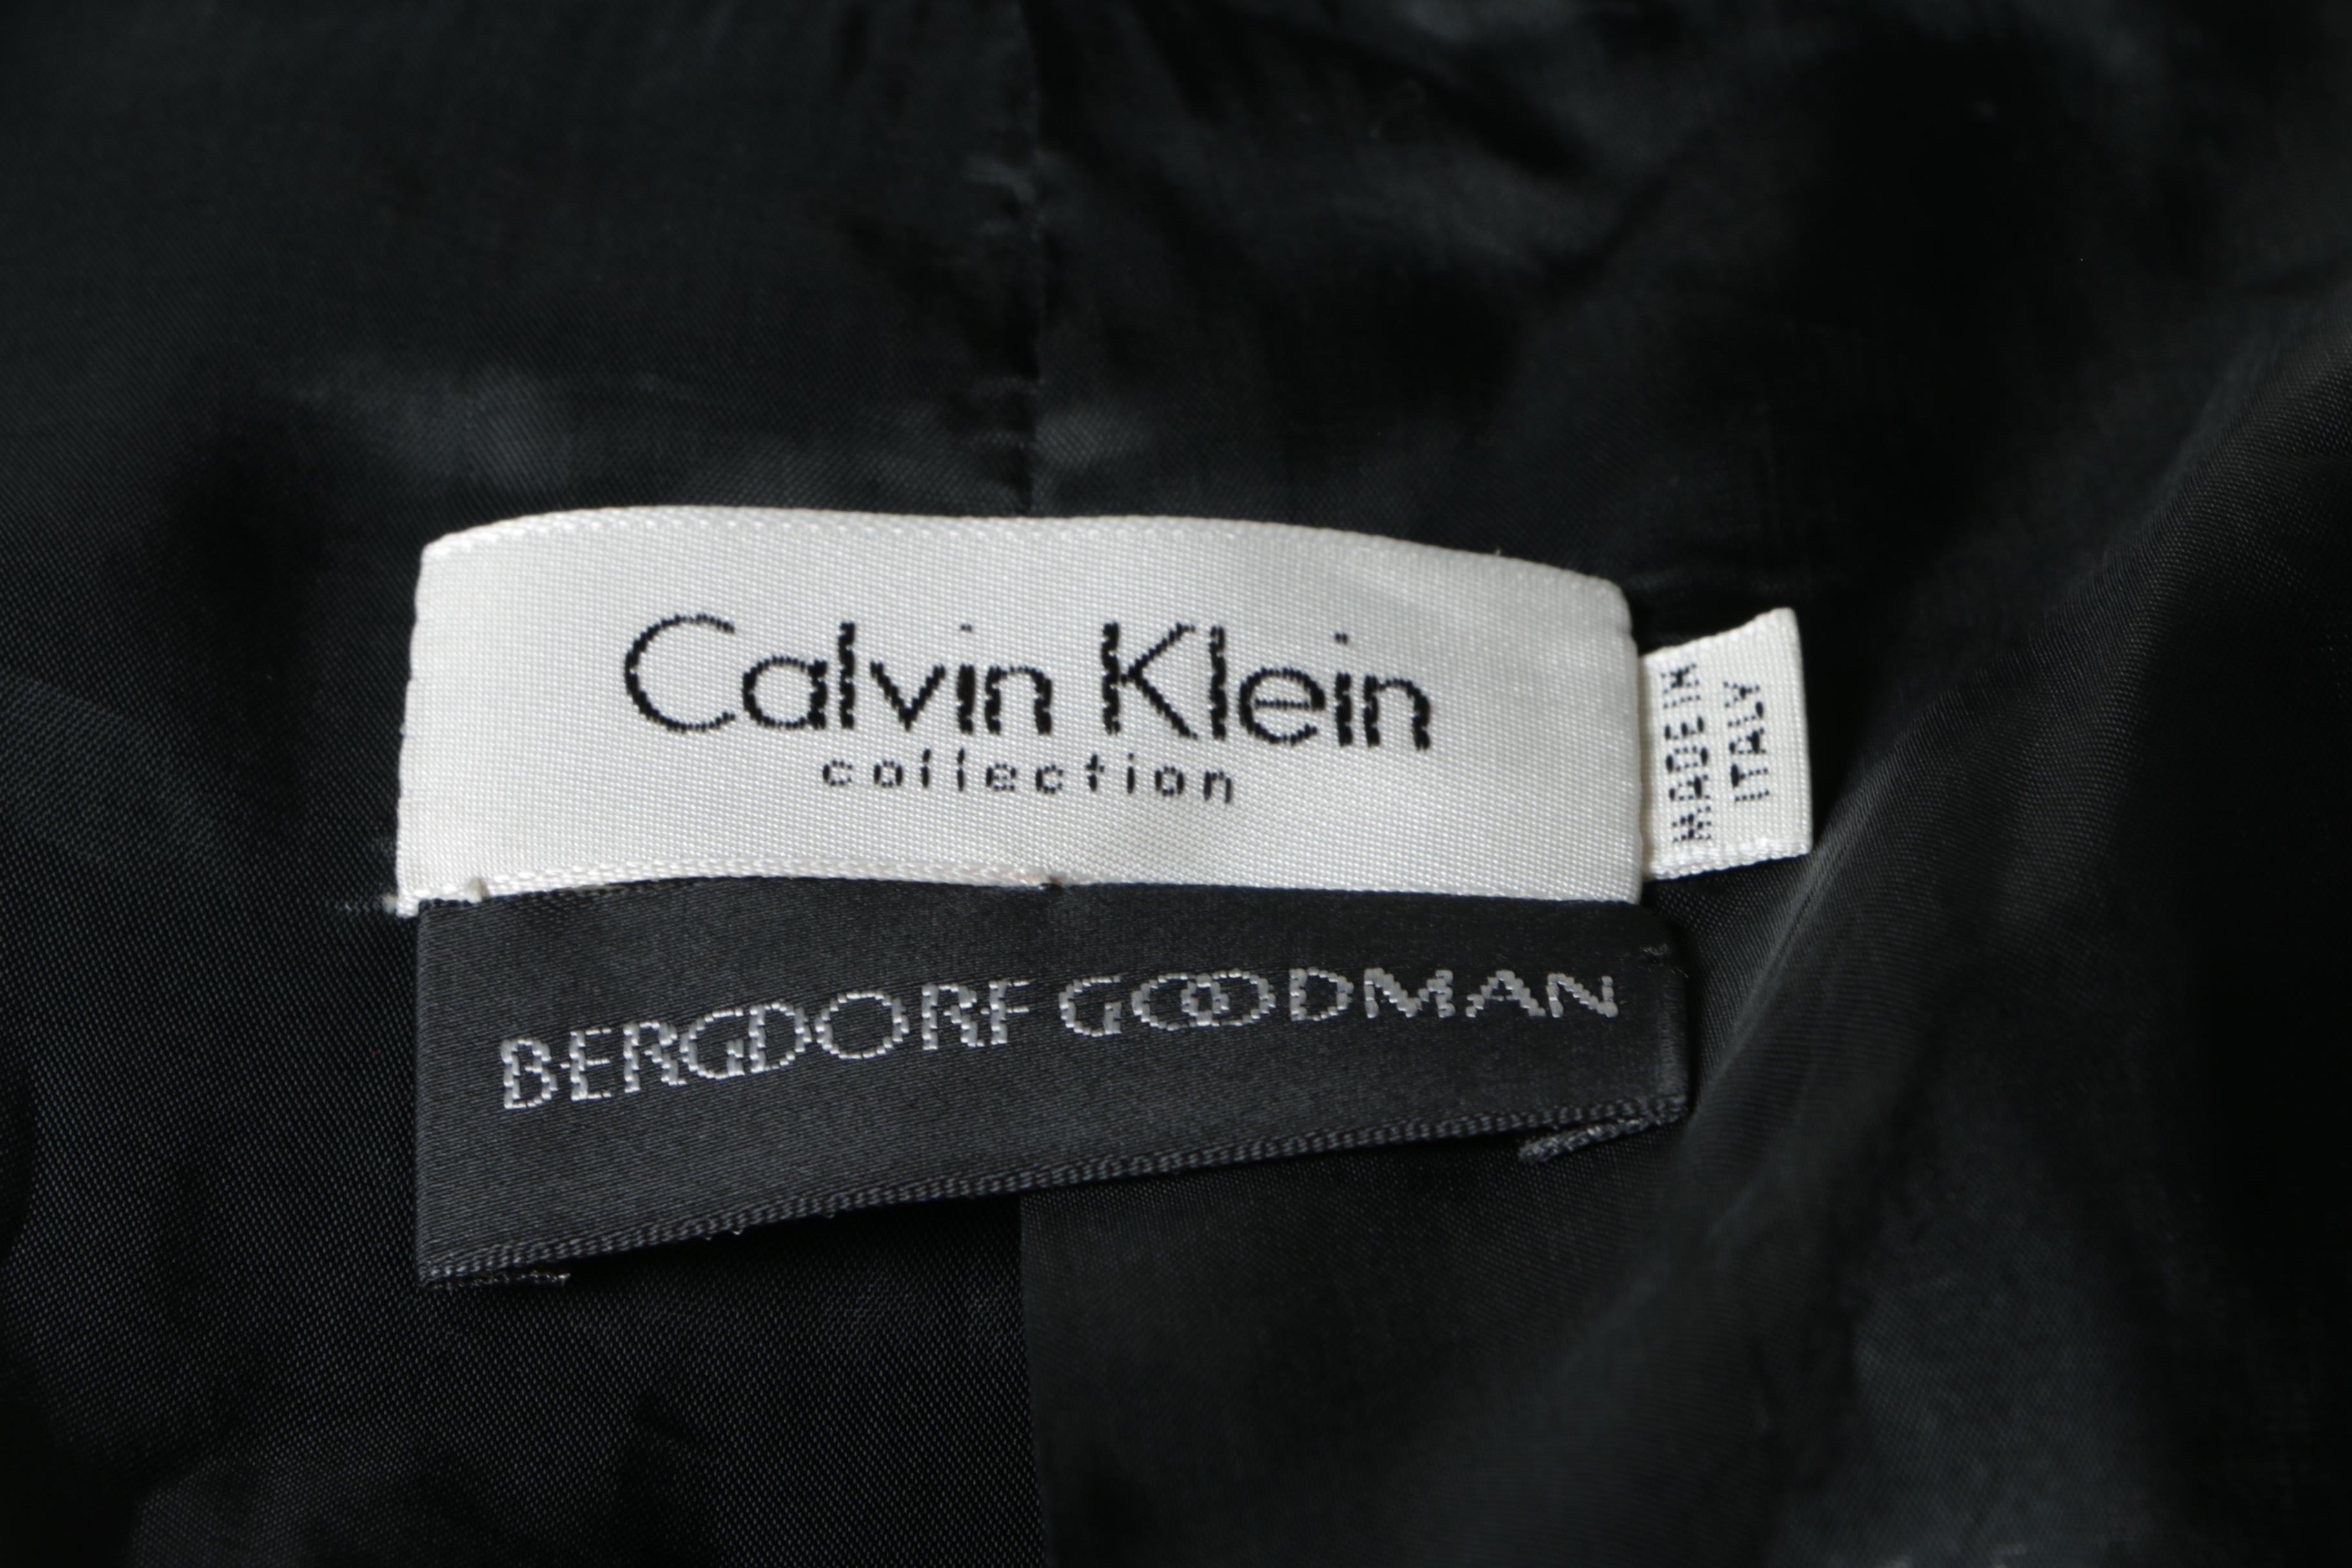 Calvin Klein
collection
MADE IN
ITALY
BERGDORF GOODMAN